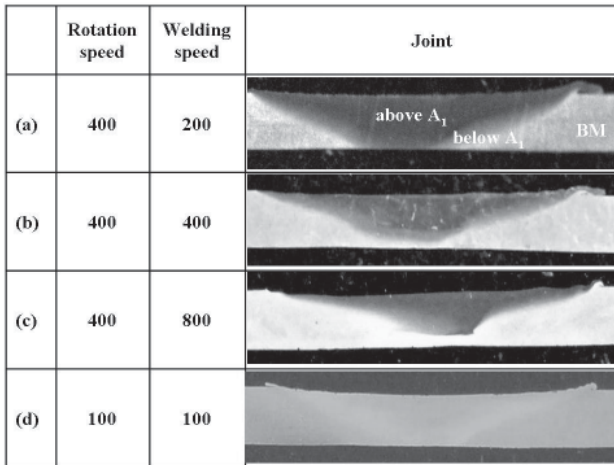 Rotation speed
Welding speed
Joint
(a)
400
200
above A₁
below A₁
BM
(b)
400
400
(c)
400
800
(d)
100
100